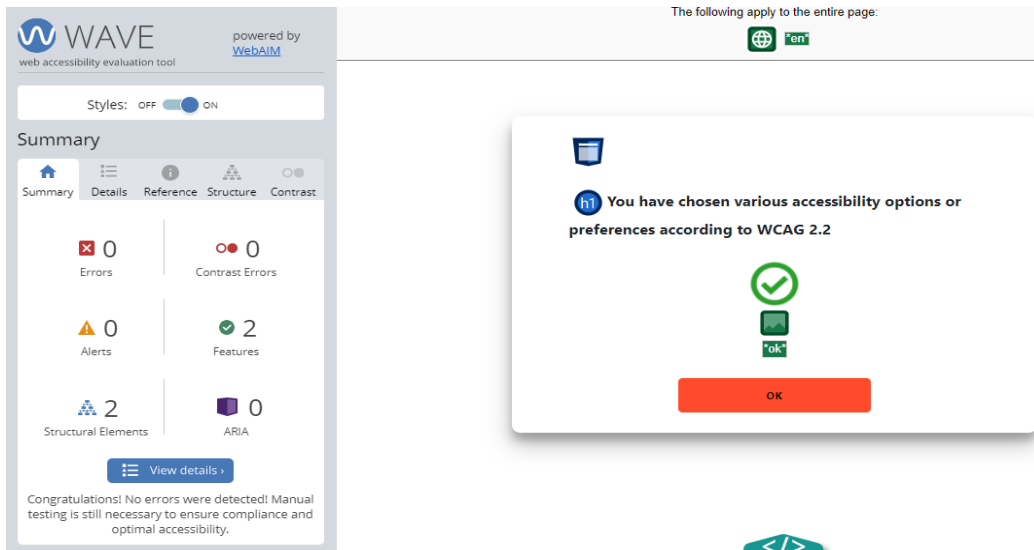 WAVE
powered by
WebAIM
web accessibility evaluation tool
Styles: OFF ON
Summary
Summary Details Reference Structure Contrast
0
Errors
0
Contrast Errors
0
Alerts
2
Features
2
Structural Elements
0
ARIA
View details ›
Congratulations! No errors were detected! Manual
testing is still necessary to ensure compliance and
optimal accessibility.
The following apply to the entire page:
*en*
h1 You have chosen various accessibility options or
preferences according to WCAG 2.2
*ok*
OK
</>